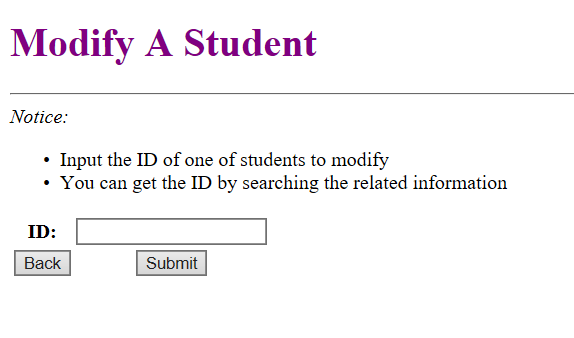 Modify A Student
Notice:
• Input the ID of one of students to modify
• You can get the ID by searching the related information
ID:
Back Submit